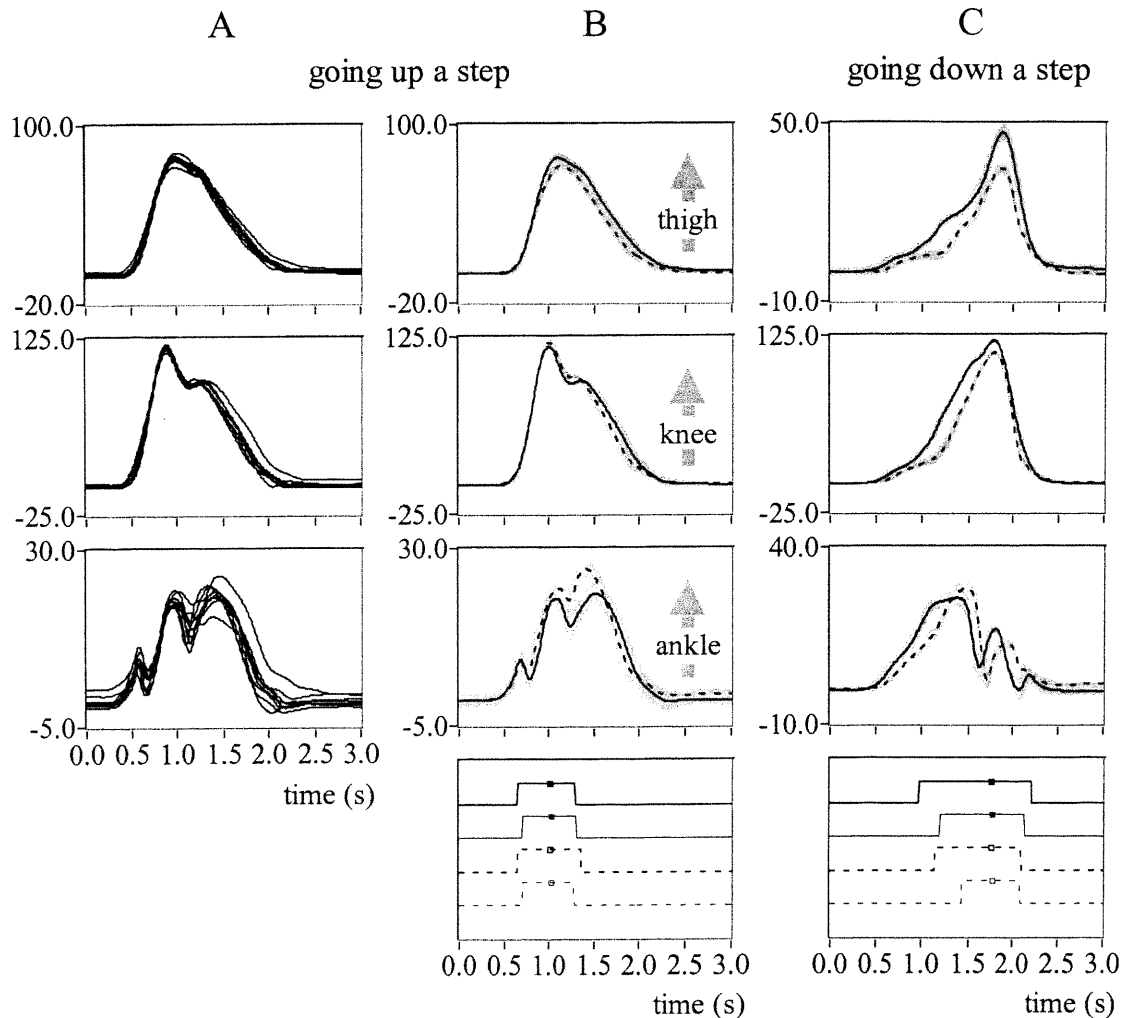 A B C
going up a step going down a step
100.0 100.0 50.0
thigh
-20.0 -20.0 -10.0
125.0 125.0 125.0
knee
-25.0 -25.0 -25.0
30.0 30.0 40.0
ankle
-5.0 -5.0 -10.0
0.0 0.5 1.0 1.5 2.0 2.5 3.0
time (s)
0.0 0.5 1.0 1.5 2.0 2.5 3.0 0.0 0.5 1.0 1.5 2.0 2.5 3.0
time (s) time (s)